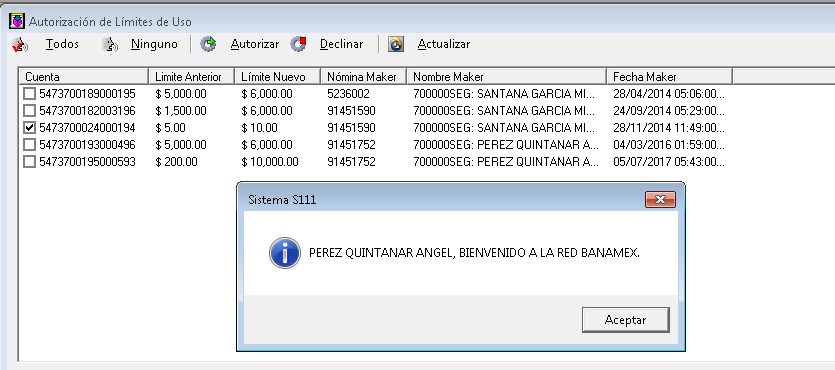 Autorización de Límites de Uso
Todos Ninguno Autorizar Declinar Actualizar
Cuenta Limite Anterior Límite Nuevo Nómina Maker Nombre Maker Fecha Maker
5473700189000195 $ 5,000.00 $ 6,000.00 5236002 700000SEG: SANTANA GARCIA MI... 28/04/2014 05:06:00...
5473700182003196 $ 1,500.00 $ 6,000.00 91451590 700000SEG: SANTANA GARCIA MI... 24/09/2014 05:29:00...
5473700024000194 $ 5.00 $ 10.00 91451590 700000SEG: SANTANA GARCIA MI... 28/11/2014 11:49:00...
5473700193000496 $ 5,000.00 $ 6,000.00 91451752 700000SEG: PEREZ QUINTANAR A... 04/03/2016 01:59:00...
5473700195000593 $ 200.00 $ 10,000.00 91451752 700000SEG: PEREZ QUINTANAR A... 05/07/2017 05:43:00...
Sistema S111
PEREZ QUINTANAR ANGEL, BIENVENIDO A LA RED BANAMEX.
Aceptar